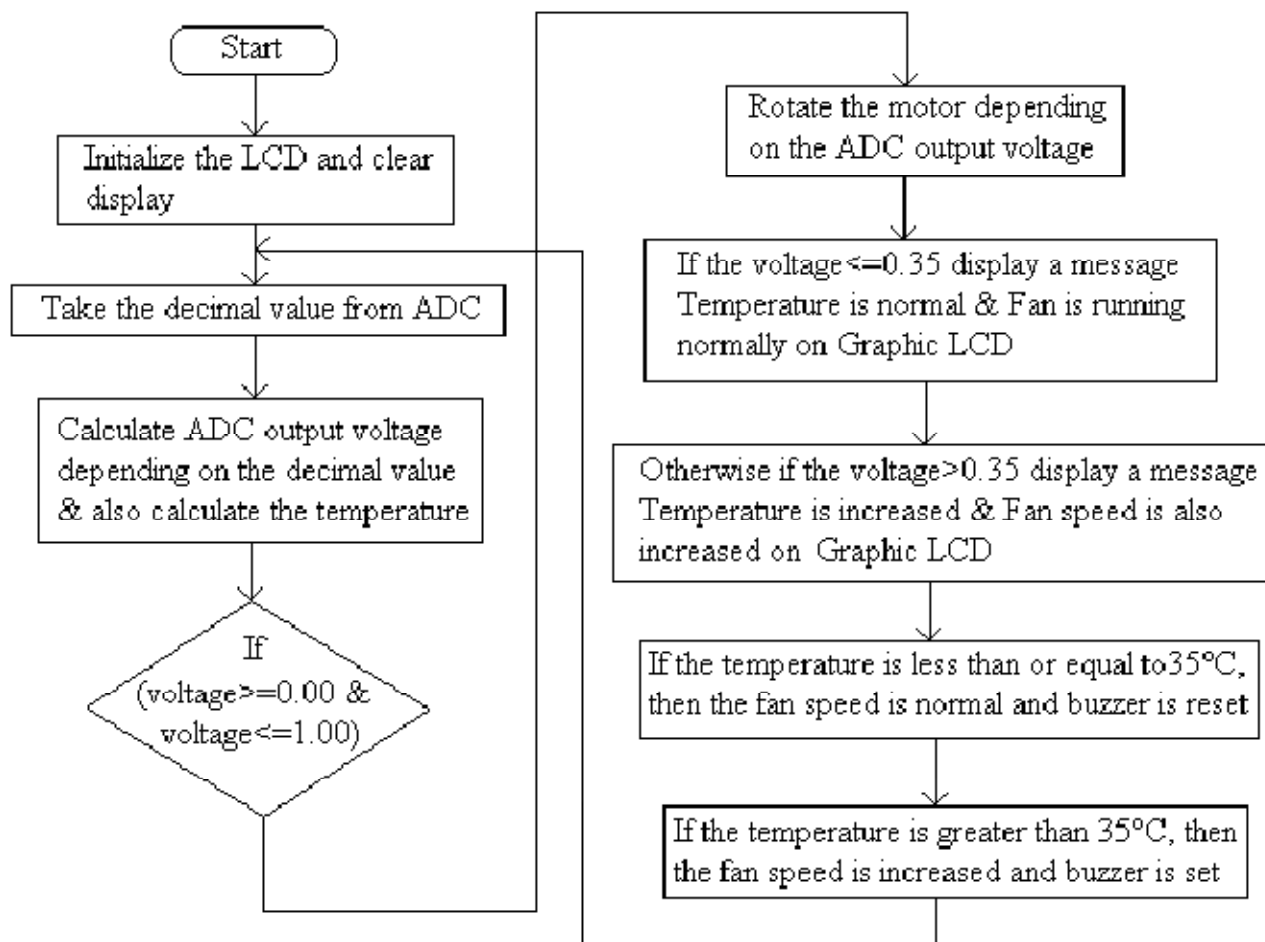 Start
Initialize the LCD and clear
display
Take the decimal value from ADC
Calculate ADC output voltage
depending on the decimal value
& also calculate the temperature
If
(voltage>=0.00 &
voltage<=1.00)
Rotate the motor depending
on the ADC output voltage
If the voltage<=0.35 display a message
Temperature is normal & Fan is running
normally on Graphic LCD
Otherwise if the voltage>0.35 display a message
Temperature is increased & Fan speed is also
increased on Graphic LCD
If the temperature is less than or equal to35°C,
then the fan speed is normal and buzzer is reset
If the temperature is greater than 35°C, then
the fan speed is increased and buzzer is set